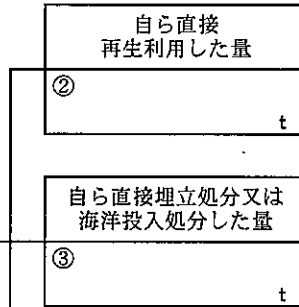 自ら直接
再生利用した量
②
t
自ら直接埋立処分又は
海洋投入処分した量
③
t